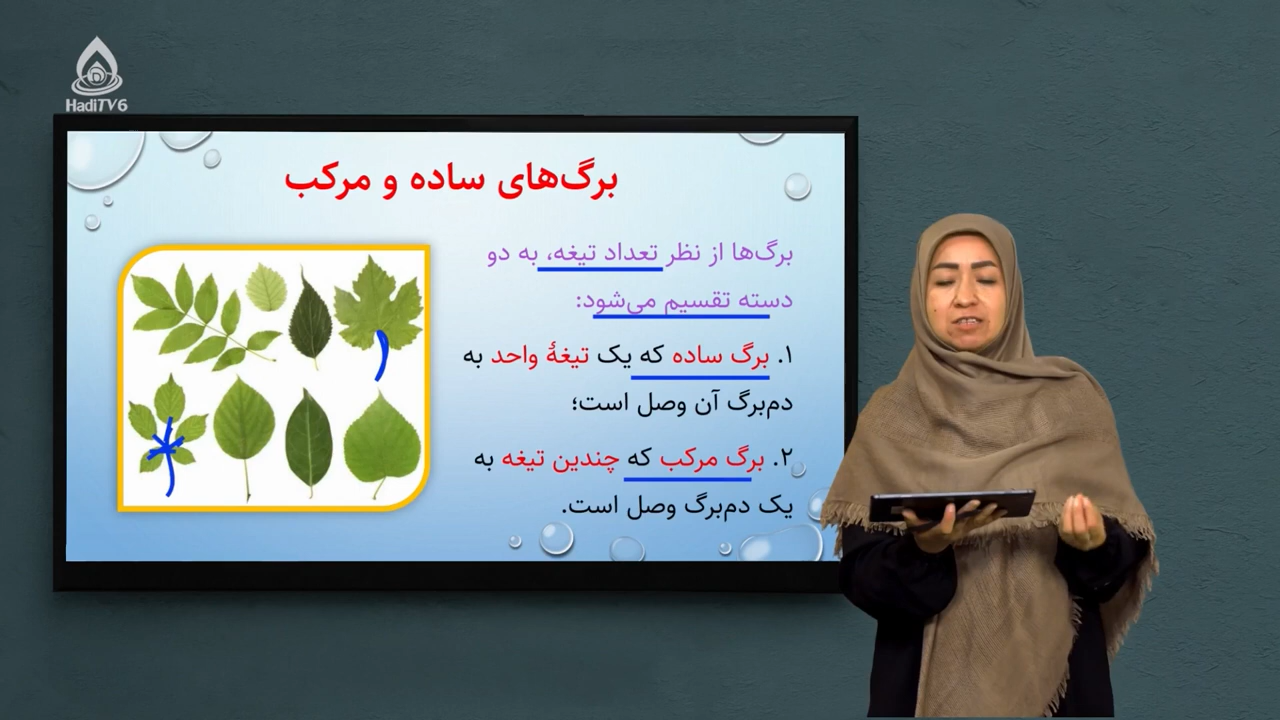 HadiTV6
برگ‌های ساده و مرکب
برگ‌ها از نظر تعداد تیغه، به دو
دسته تقسیم می‌شود:
۱. برگ ساده که یک تیغهٔ واحد به
دم‌برگ آن وصل است؛
۲. برگ مرکب که چندین تیغه به
یک دم‌برگ وصل است.